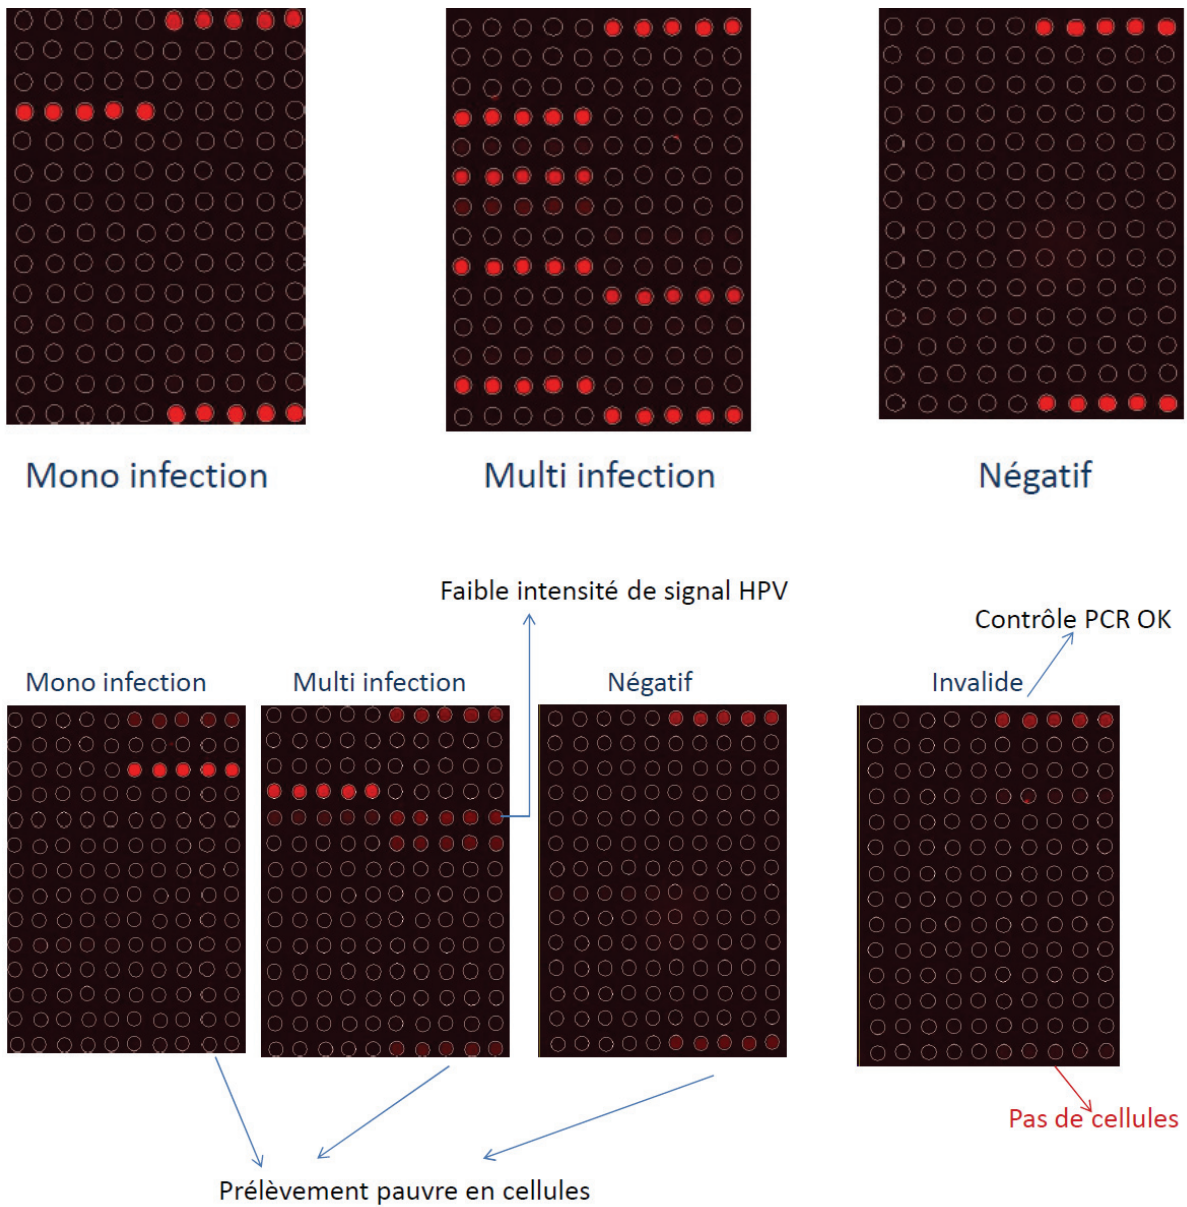 Mono infection
Multi infection
Négatif
Faible intensité de signal HPV
Contrôle PCR OK
Mono infection
Multi infection
Négatif
Invalide
Pas de cellules
Prélèvement pauvre en cellules